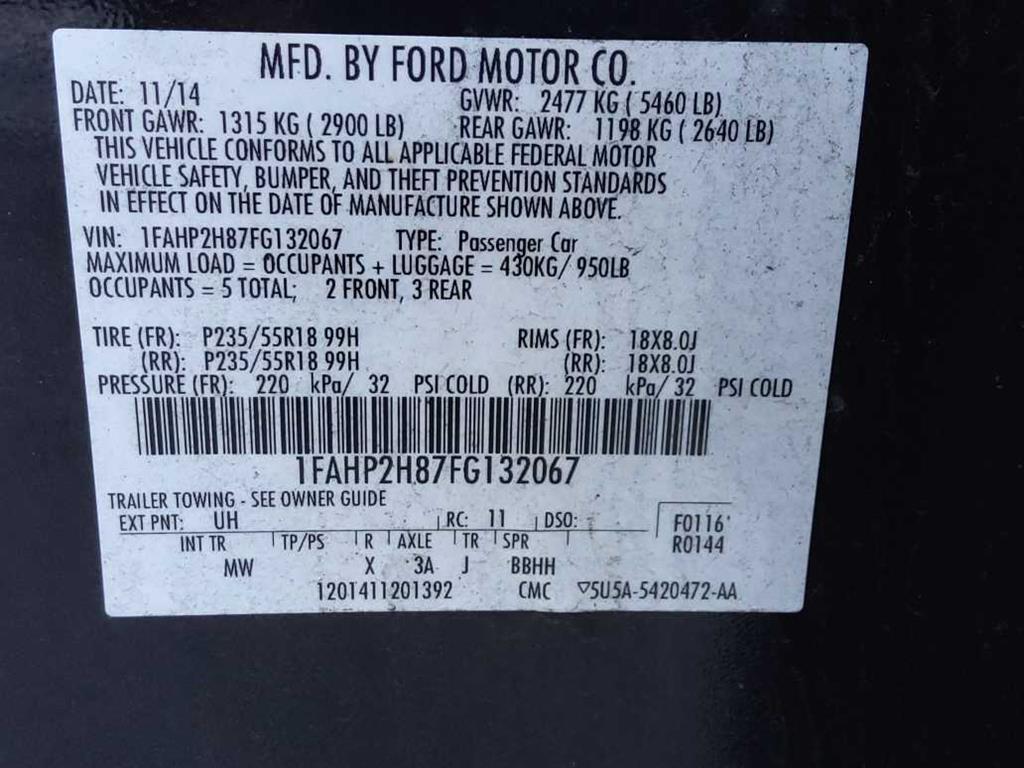 MFD. BY FORD MOTOR CO.
DATE: 11/14 GVWR: 2477 KG ( 5460 LB)
FRONT GAWR: 1315 KG ( 2900 LB) REAR GAWR: 1198 KG ( 2640 LB)
THIS VEHICLE CONFORMS TO ALL APPLICABLE FEDERAL MOTOR
VEHICLE SAFETY, BUMPER, AND THEFT PREVENTION STANDARDS
IN EFFECT ON THE DATE OF MANUFACTURE SHOWN ABOVE.
VIN: 1FAHP2H87FG132067 TYPE: Passenger Car
MAXIMUM LOAD = OCCUPANTS + LUGGAGE = 430KG/ 950LB
OCCUPANTS = 5 TOTAL; 2 FRONT, 3 REAR
TIRE (FR): P235/55R18 99H RIMS (FR): 18X8.0J
(RR): P235/55R18 99H (RR): 18X8.0J
PRESSURE (FR): 220 kPa/ 32 PSI COLD (RR): 220 kPa/ 32 PSI COLD
1FAHP2H87FG132067
TRAILER TOWING - SEE OWNER GUIDE
EXT PNT: UH RC: 11 DSO: F0116
INT TR TP/PS R AXLE TR SPR R0144
MW X 3A J BBHH
1201411201392 CMC ▽5U5A-5420472-AA